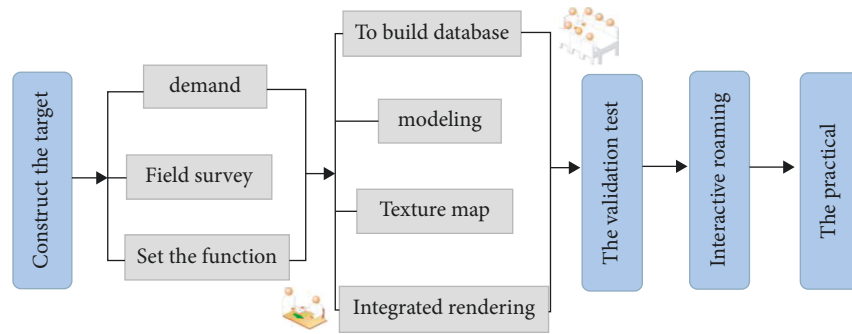 Construct the target
demand
Field survey
Set the function
To build database
modeling
Texture map
Integrated rendering
The validation test
Interactive roaming
The practical